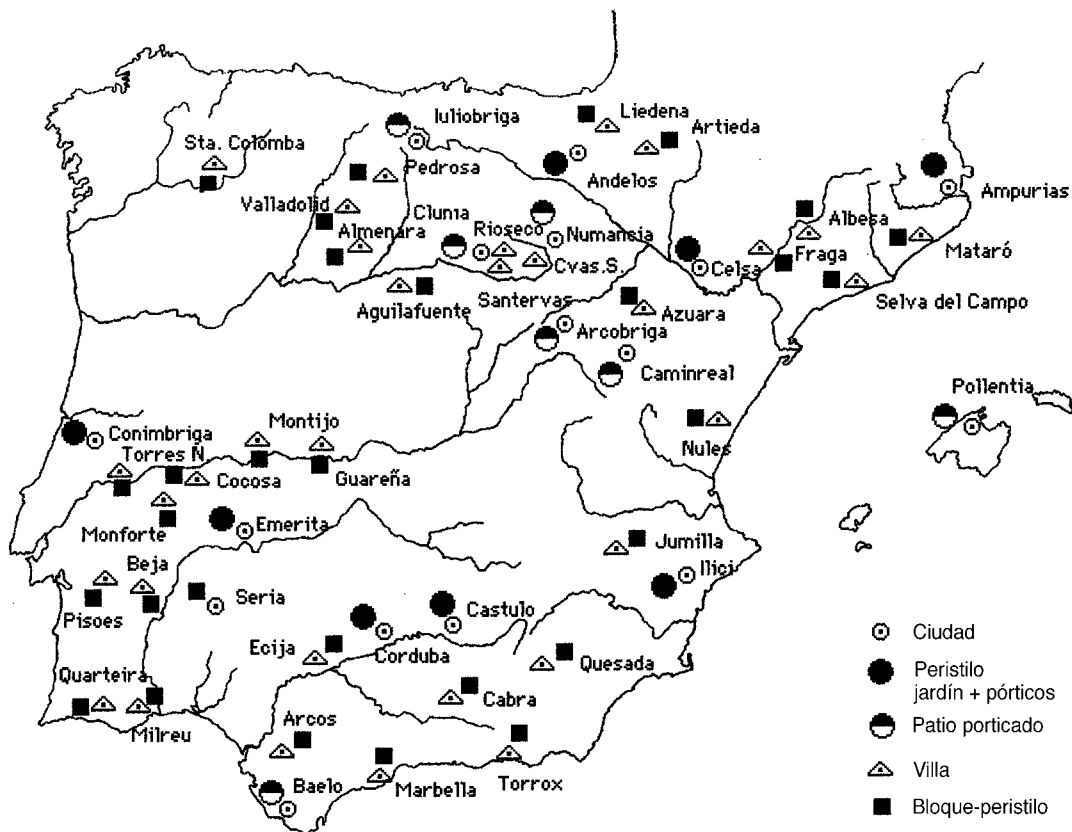 Iuliobriga
Liedena
Artieda
Sta. Colomba
Pedrosa
Andelos
Ampurias
Valladolid
Clunia
Rioseco
Numansia
Albesa
Almenara
Cvas.S.
Celsa
Fraga
Mataró
Aguilafuente
Santervas
Azuara
Selva del Campo
Arcobriga
Caminreal
Pollentia
Conimbriga
Montijo
Nules
Torres N.
Cocosa
Guareña
Monforte
Emerita
Jumilla
Beja
Ilici
Pisoes
Seria
Castulo
Ecija
Corduba
Quesada
Quarteira
Cabra
Milreu
Arcos
Baelo
Marbella
Torrox
Ciudad
Peristilo
jardín + pórticos
Patio porticado
Villa
Bloque-peristilo